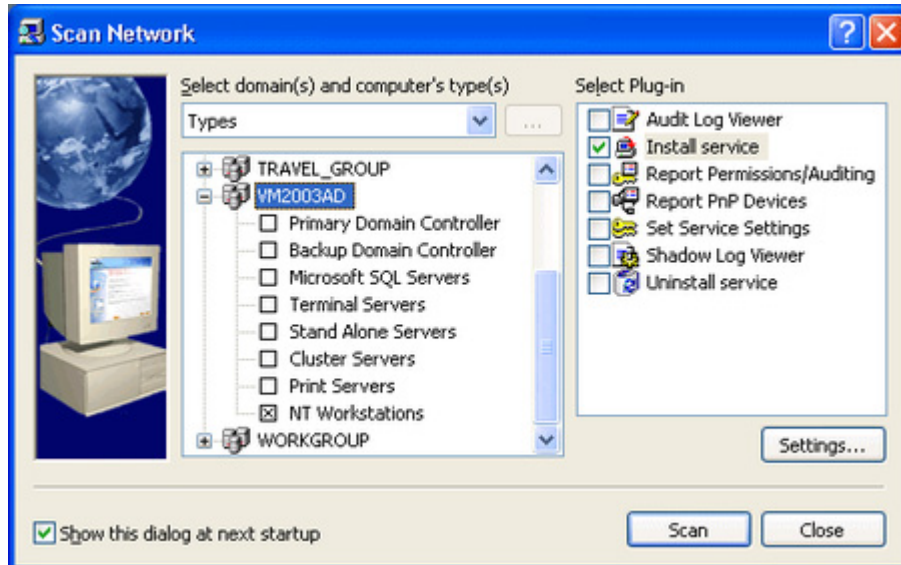 Scan Network
Select domain(s) and computer's type(s)
Types
...
TRAVEL_GROUP
VM2003AD
Primary Domain Controller
Backup Domain Controller
Microsoft SQL Servers
Terminal Servers
Stand Alone Servers
Cluster Servers
Print Servers
NT Workstations
WORKGROUP
Select Plug-in
Audit Log Viewer
Install service
Report Permissions/Auditing
Report PnP Devices
Set Service Settings
Shadow Log Viewer
Uninstall service
Settings...
Show this dialog at next startup
Scan
Close